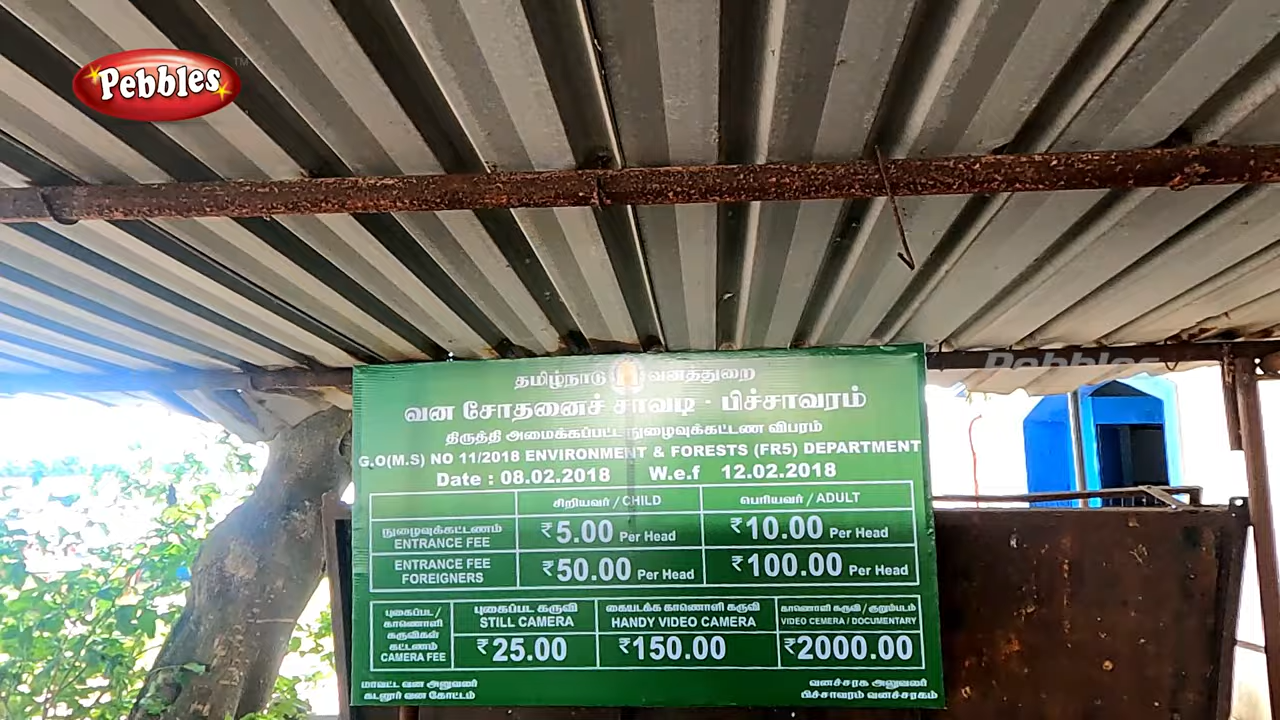 Pebbles TM
தமிழ்நாடு வனத்துறை
வன சோதனைச் சாவடி - பிச்சாவரம்
திருத்தி அமைக்கப்பட்ட நுழைவுக்கட்டண விபரம்
G.O(M.S) NO 11/2018 ENVIRONMENT & FORESTS (FR5) DEPARTMENT
Date : 08.02.2018 W.e.f 12.02.2018
சிறியவர் / CHILD பெரியவர் / ADULT
நுழைவுக்கட்டணம்
ENTRANCE FEE ₹5.00 Per Head ₹10.00 Per Head
ENTRANCE FEE
FOREIGNERS ₹50.00 Per Head ₹100.00 Per Head
புகைப்பட /
காணொளி
கருவிகள்
கட்டணம்
CAMERA FEE
புகைப்பட கருவி
STILL CAMERA
கையடக்க காணொளி கருவி
HANDY VIDEO CAMERA
காணொளி கருவி / குறும்படம்
VIDEO CEMERA / DOCUMENTARY
₹25.00 ₹150.00 ₹2000.00
மாவட்ட வன அலுவலர்
கடலூர் வன கோட்டம்
வனச்சரக அலுவலர்
பிச்சாவரம் வனச்சரகம்
Pebbles